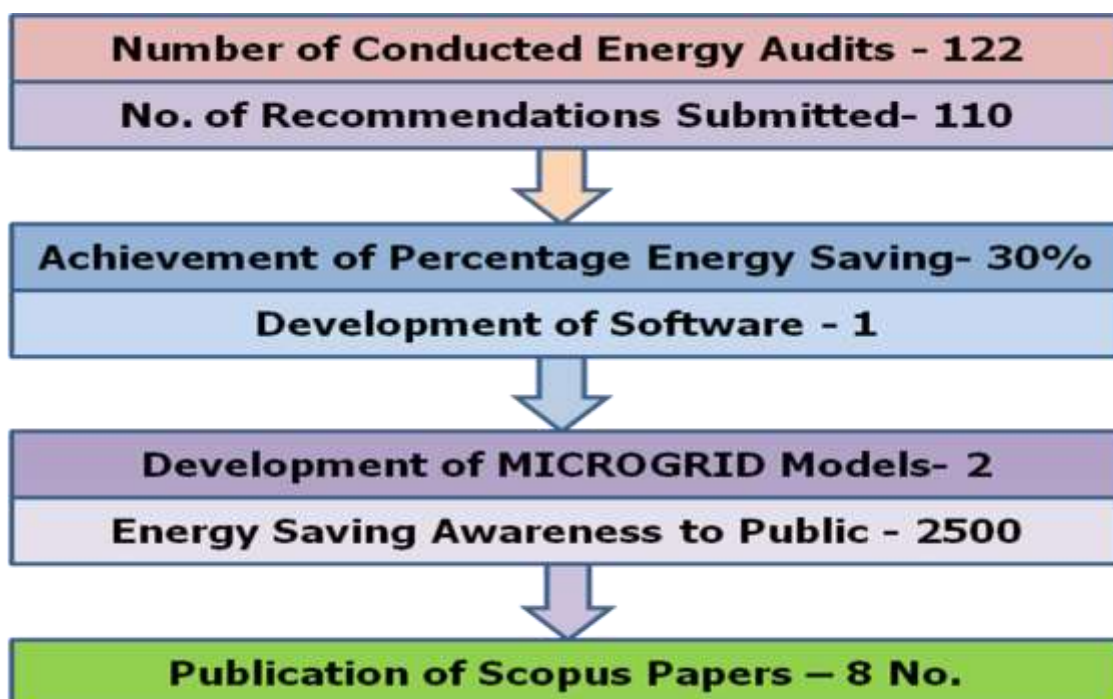 Number of Conducted Energy Audits - 122
No. of Recommendations Submitted- 110
Achievement of Percentage Energy Saving- 30%
Development of Software - 1
Development of MICROGRID Models- 2
Energy Saving Awareness to Public - 2500
Publication of Scopus Papers – 8 No.